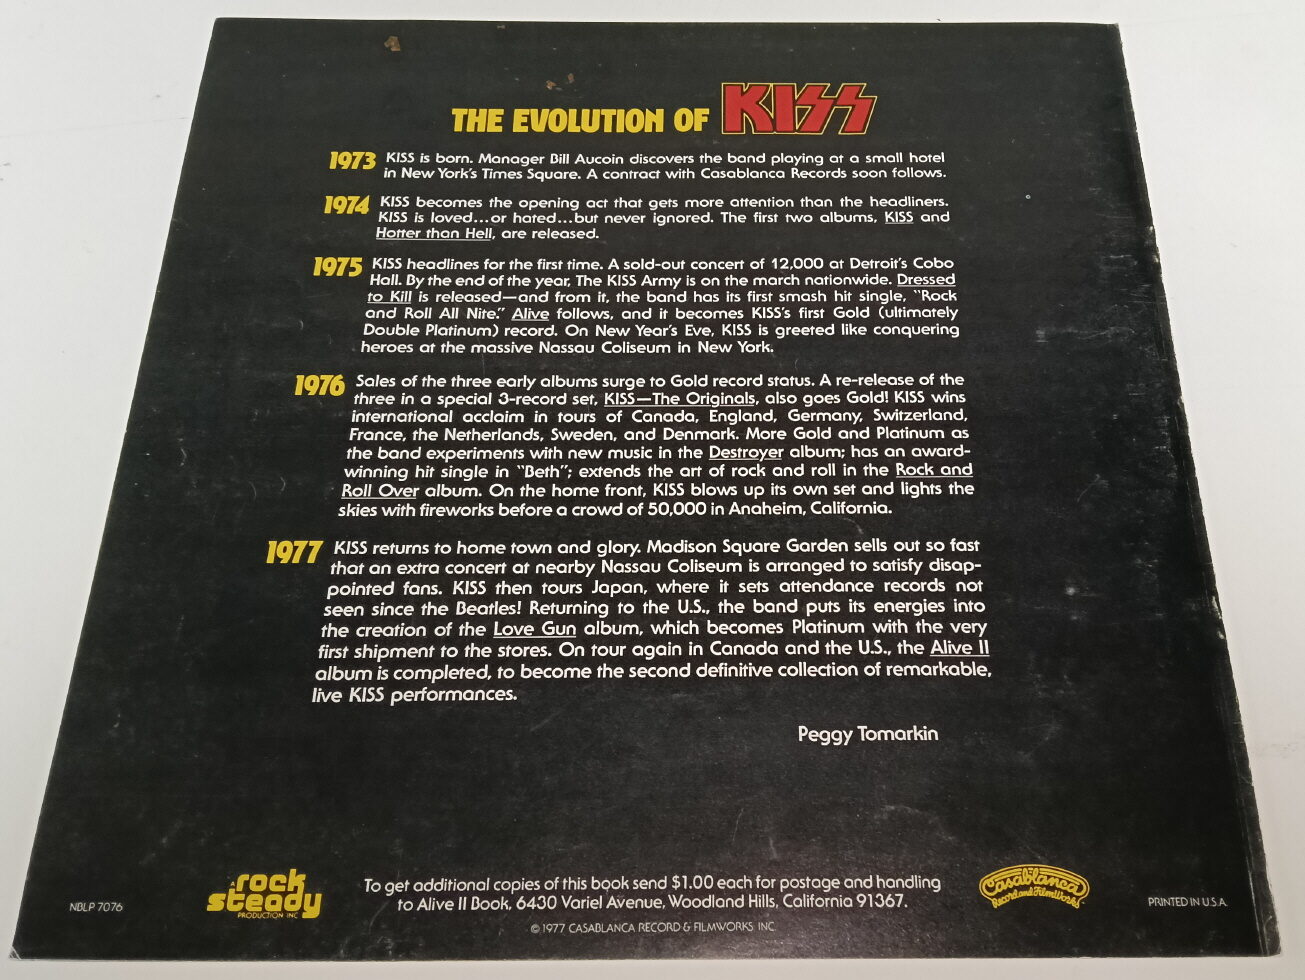 THE EVOLUTION OF KISS
1973 KISS is born. Manager Bill Aucoin discovers the band playing at a small hotel
in New York's Times Square. A contract with Casablanca Records soon follows.
1974 KISS becomes the opening act that gets more attention than the headliners.
KISS is loved...or hated...but never ignored. The first two albums, KISS and
Hotter than Hell, are released.
1975 KISS headlines for the first time. A sold-out concert of 12,000 at Detroit's Cobo
Hall. By the end of the year, The KISS Army is on the march nationwide. Dressed
to Kill is released—and from it, the band has its first smash hit single, "Rock
and Roll All Nite." Alive follows, and it becomes KISS's first Gold (ultimately
Double Platinum) record. On New Year's Eve, KISS is greeted like conquering
heroes at the massive Nassau Coliseum in New York.
1976 Sales of the three early albums surge to Gold record status. A re-release of the
three in a special 3-record set, KISS—The Originals, also goes Gold! KISS wins
international acclaim in tours of Canada, England, Germany, Switzerland,
France, the Netherlands, Sweden, and Denmark. More Gold and Platinum as
the band experiments with new music in the Destroyer album; has an award-
winning hit single in "Beth"; extends the art of rock and roll in the Rock and
Roll Over album. On the home front, KISS blows up its own set and lights the
skies with fireworks before a crowd of 50,000 in Anaheim, California.
1977 KISS returns to home town and glory. Madison Square Garden sells out so fast
that an extra concert at nearby Nassau Coliseum is arranged to satisfy disap-
pointed fans. KISS then tours Japan, where it sets attendance records not
seen since the Beatles! Returning to the U.S., the band puts its energies into
the creation of the Love Gun album, which becomes Platinum with the very
first shipment to the stores. On tour again in Canada and the U.S., the Alive II
album is completed, to become the second definitive collection of remarkable,
live KISS performances.
Peggy Tomarkin
A rock
steady
PRODUCTION INC
To get additional copies of this book send $1.00 each for postage and handling
to Alive II Book, 6430 Variel Avenue, Woodland Hills, California 91367.
Casablanca
Record and FilmWorks
NBLP 7076
PRINTED IN U.S.A.
© 1977 CASABLANCA RECORD & FILMWORKS INC